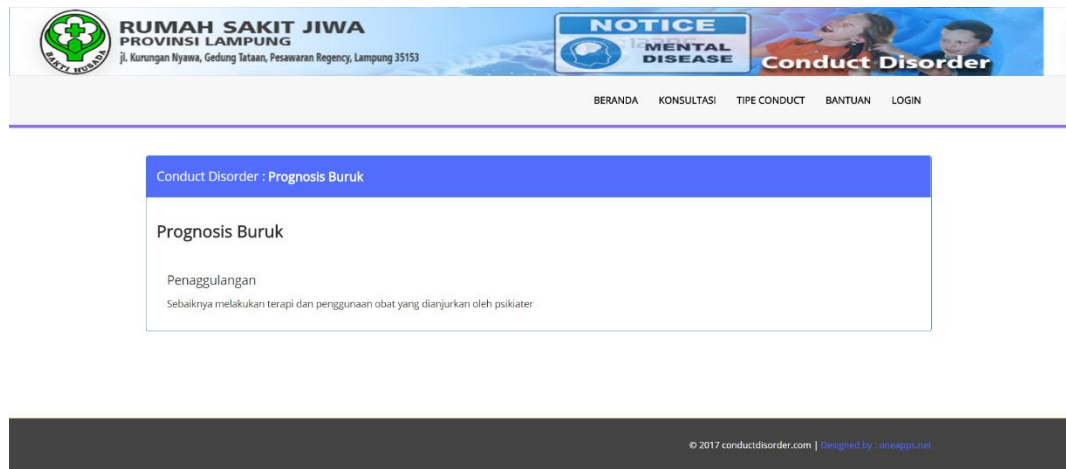 BAKTI HUSADA
RUMAH SAKIT JIWA
PROVINSI LAMPUNG
jl. Kurungan Nyawa, Gedung Tataan, Pesawaran Regency, Lampung 35153
NOTICE
MENTAL
DISEASE
Conduct Disorder
BERANDA KONSULTASI TIPE CONDUCT BANTUAN LOGIN
Conduct Disorder : Prognosis Buruk
Prognosis Buruk
Penaggulangan
Sebaiknya melakukan terapi dan penggunaan obat yang dianjurkan oleh psikiater
© 2017 conductdisorder.com | Designed by : oneapps.net